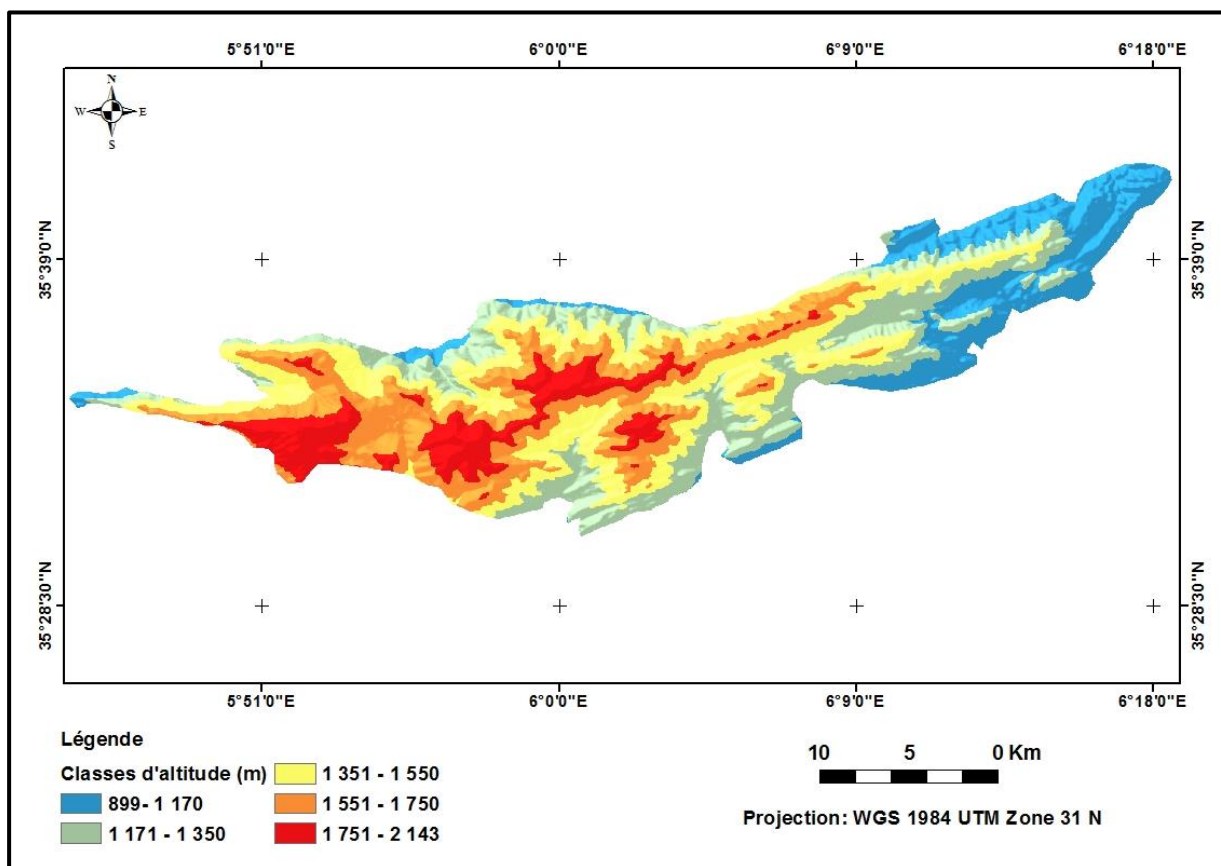 5°51'0"E 6°0'0"E 6°9'0"E 6°18'0"E
N
W E
S
35°39'0"N 35°39'0"N
35°28'30"N 35°28'30"N
5°51'0"E 6°0'0"E 6°9'0"E 6°18'0"E
Légende
Classes d'altitude (m)
899- 1 170
1 171 - 1 350
1 351 - 1 550
1 551 - 1 750
1 751 - 2 143
10 5 0 Km
Projection: WGS 1984 UTM Zone 31 N